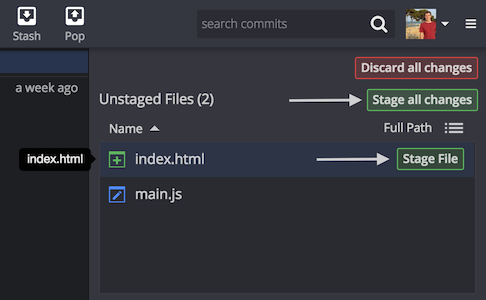 Stash Pop search commits
Discard all changes
a week ago
Unstaged Files (2) Stage all changes
Name Full Path
index.html index.html Stage File
main.js